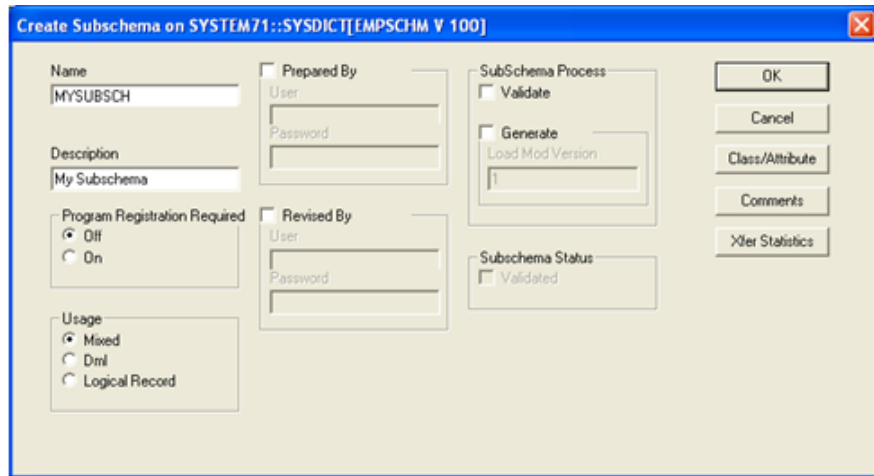 Create Subschema on SYSTEM71::SYSDICT[EMPSCHM V 100]
Name
MYSUBSCH
Description
My Subschema
Program Registration Required
Off
On
Usage
Mixed
Dml
Logical Record
Prepared By
User
Password
Revised By
User
Password
SubSchema Process
Validate
Generate
Load Mod Version
1
Subschema Status
Validated
OK
Cancel
Class/Attribute
Comments
Xfer Statistics